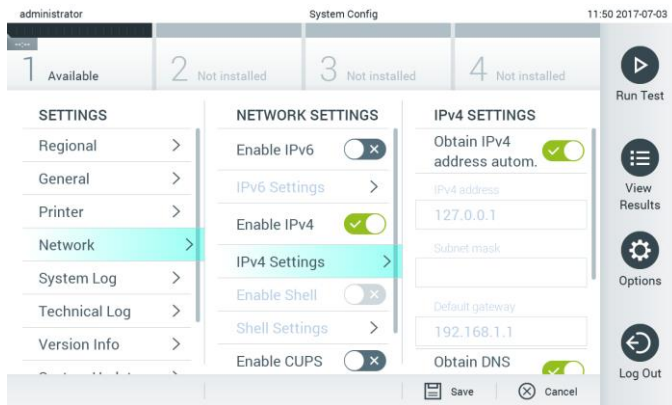 administrator System Config 11:50 2017-07-03
1 Available 2 Not installed 3 Not installed 4 Not installed
Run Test
View
Results
Options
Log Out
SETTINGS
Regional
General
Printer
Network
System Log
Technical Log
Version Info
NETWORK SETTINGS
Enable IPv6
IPv6 Settings
Enable IPv4
IPv4 Settings
Enable Shell
Shell Settings
Enable CUPS
IPv4 SETTINGS
Obtain IPv4
address autom.
IPv4 address
127.0.0.1
Subnet mask
Default gateway
192.168.1.1
Obtain DNS
Save Cancel